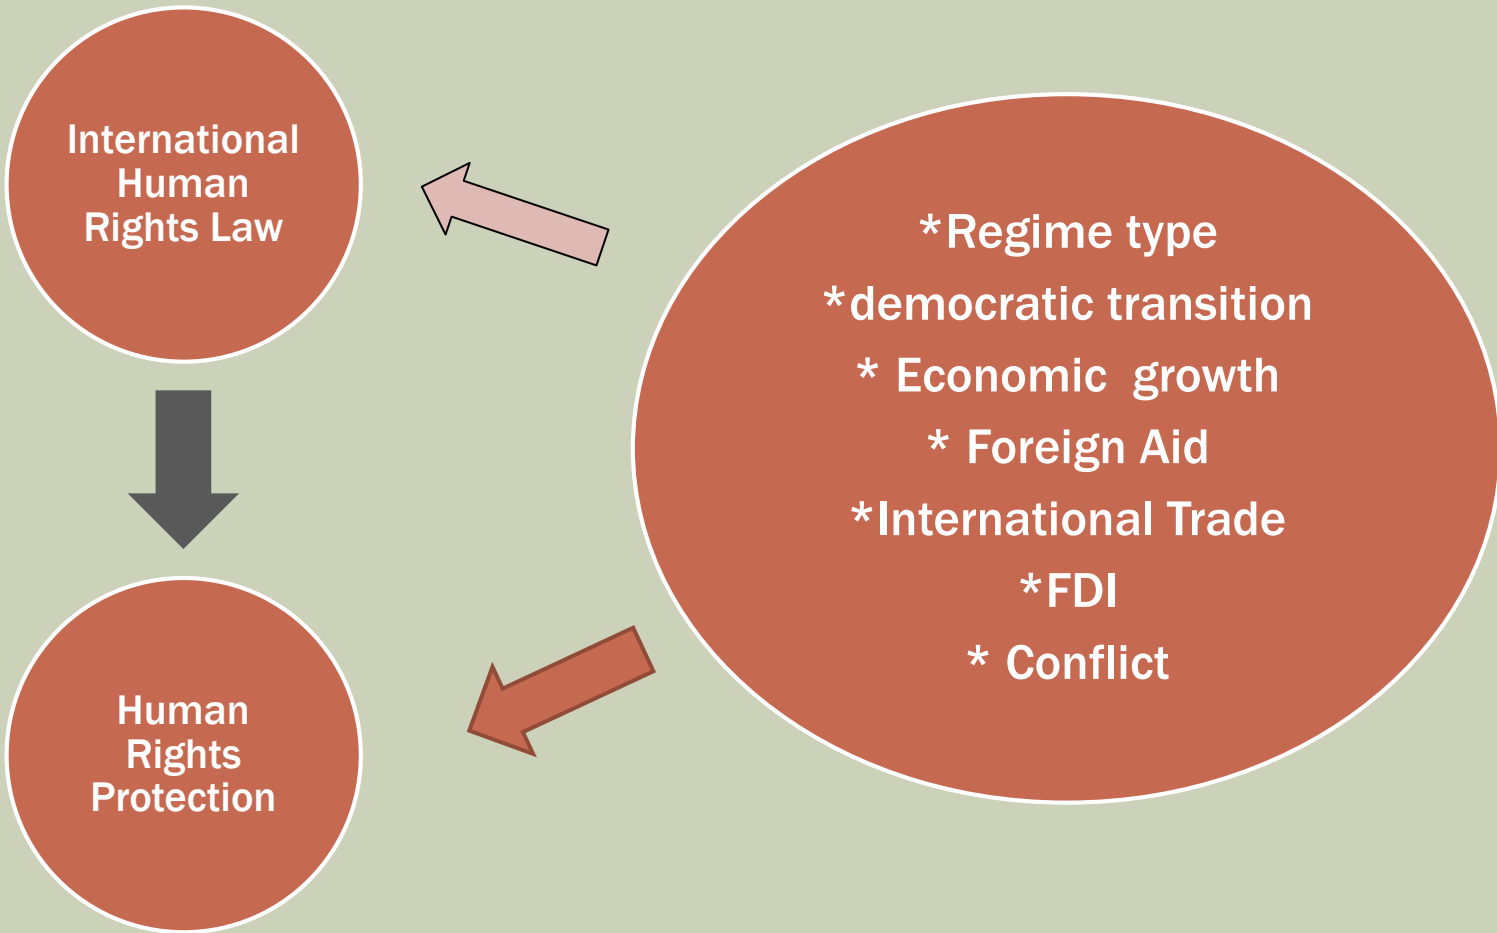 International
Human
Rights Law
Human
Rights
Protection
*Regime type
*democratic transition
* Economic  growth
* Foreign Aid
*International Trade
*FDI
* Conflict